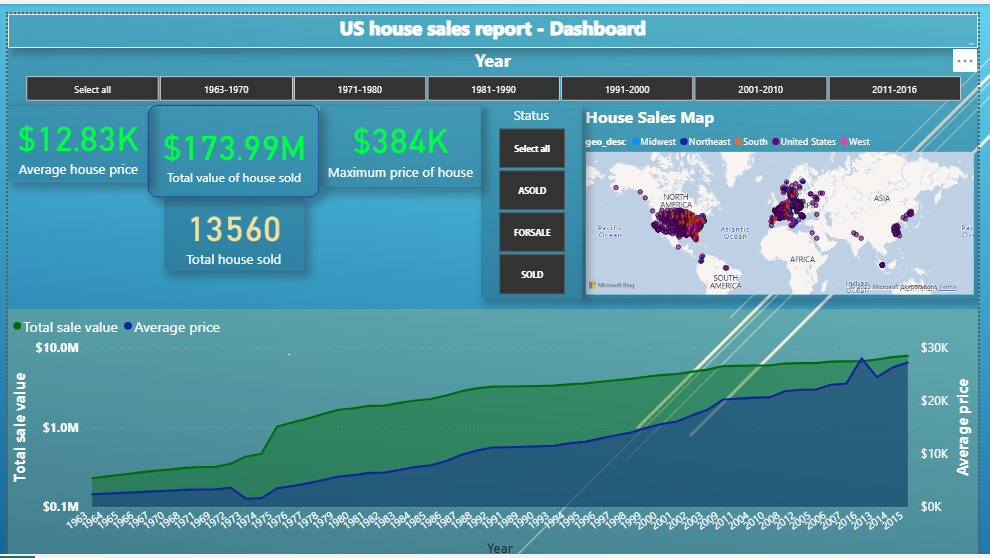 US house sales report - Dashboard
Year
Select all 1963-1970 1971-1980 1981-1990 1991-2000 2001-2010 2011-2016
$12.83K
Average house price
$173.99M
Total value of house sold
$384K
Maximum price of house
13560
Total house sold
Status
Select all
ASOLD
FORSALE
SOLD
House Sales Map
geo_desc Midwest Northeast South United States West
NORTH
AMERICA
ASIA
Pacific
Ocean
Atlantic
Ocean
AFRICA
SOUTH
AMERICA
Indian
Ocean
Microsoft Bing
© 2023 Microsoft Corporation Terms
Total sale value Average price
Total sale value
$10.0M
$1.0M
$0.1M
$30K
$20K
$10K
$0K
Average price
1963 1964 1965 1966 1967 1970 1968 1971 1969 1972 1973 1974 1975 1976 1977 1978 1979 1980 1981 1982 1983 1984 1985 1986 1987 1988 1992 1991 1990 1989 1993 1994 1995 1996 1997 1998 1999 2000 2001 2002 2003 2009 2011 2004 2010 2008 2012 2005 2006 2007 2016 2013 2014 2015
Year